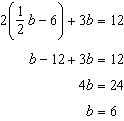 2(1/2 b − 6) + 3b = 12
b − 12 + 3b = 12
4b = 24
b = 6